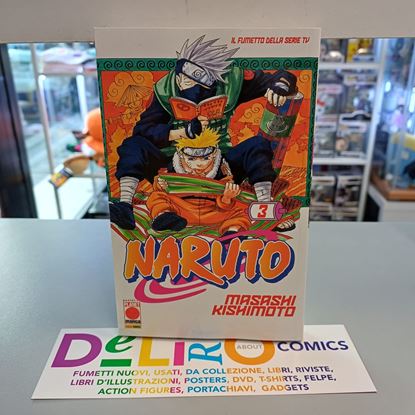 IL FUMETTO DELLA SERIE TV
3
NARUTO
MASASHI
KISHIMOTO
PLANET
MANGA
DeLiRiO ABOUT COMICS
FUMETTI NUOVI, USATI, DA COLLEZIONE, LIBRI, RIVISTE,
LIBRI D'ILLUSTRAZIONI, POSTERS, DVD, T-SHIRTS, FELPE,
ACTION FIGURES, PORTACHIAVI, GADGETS